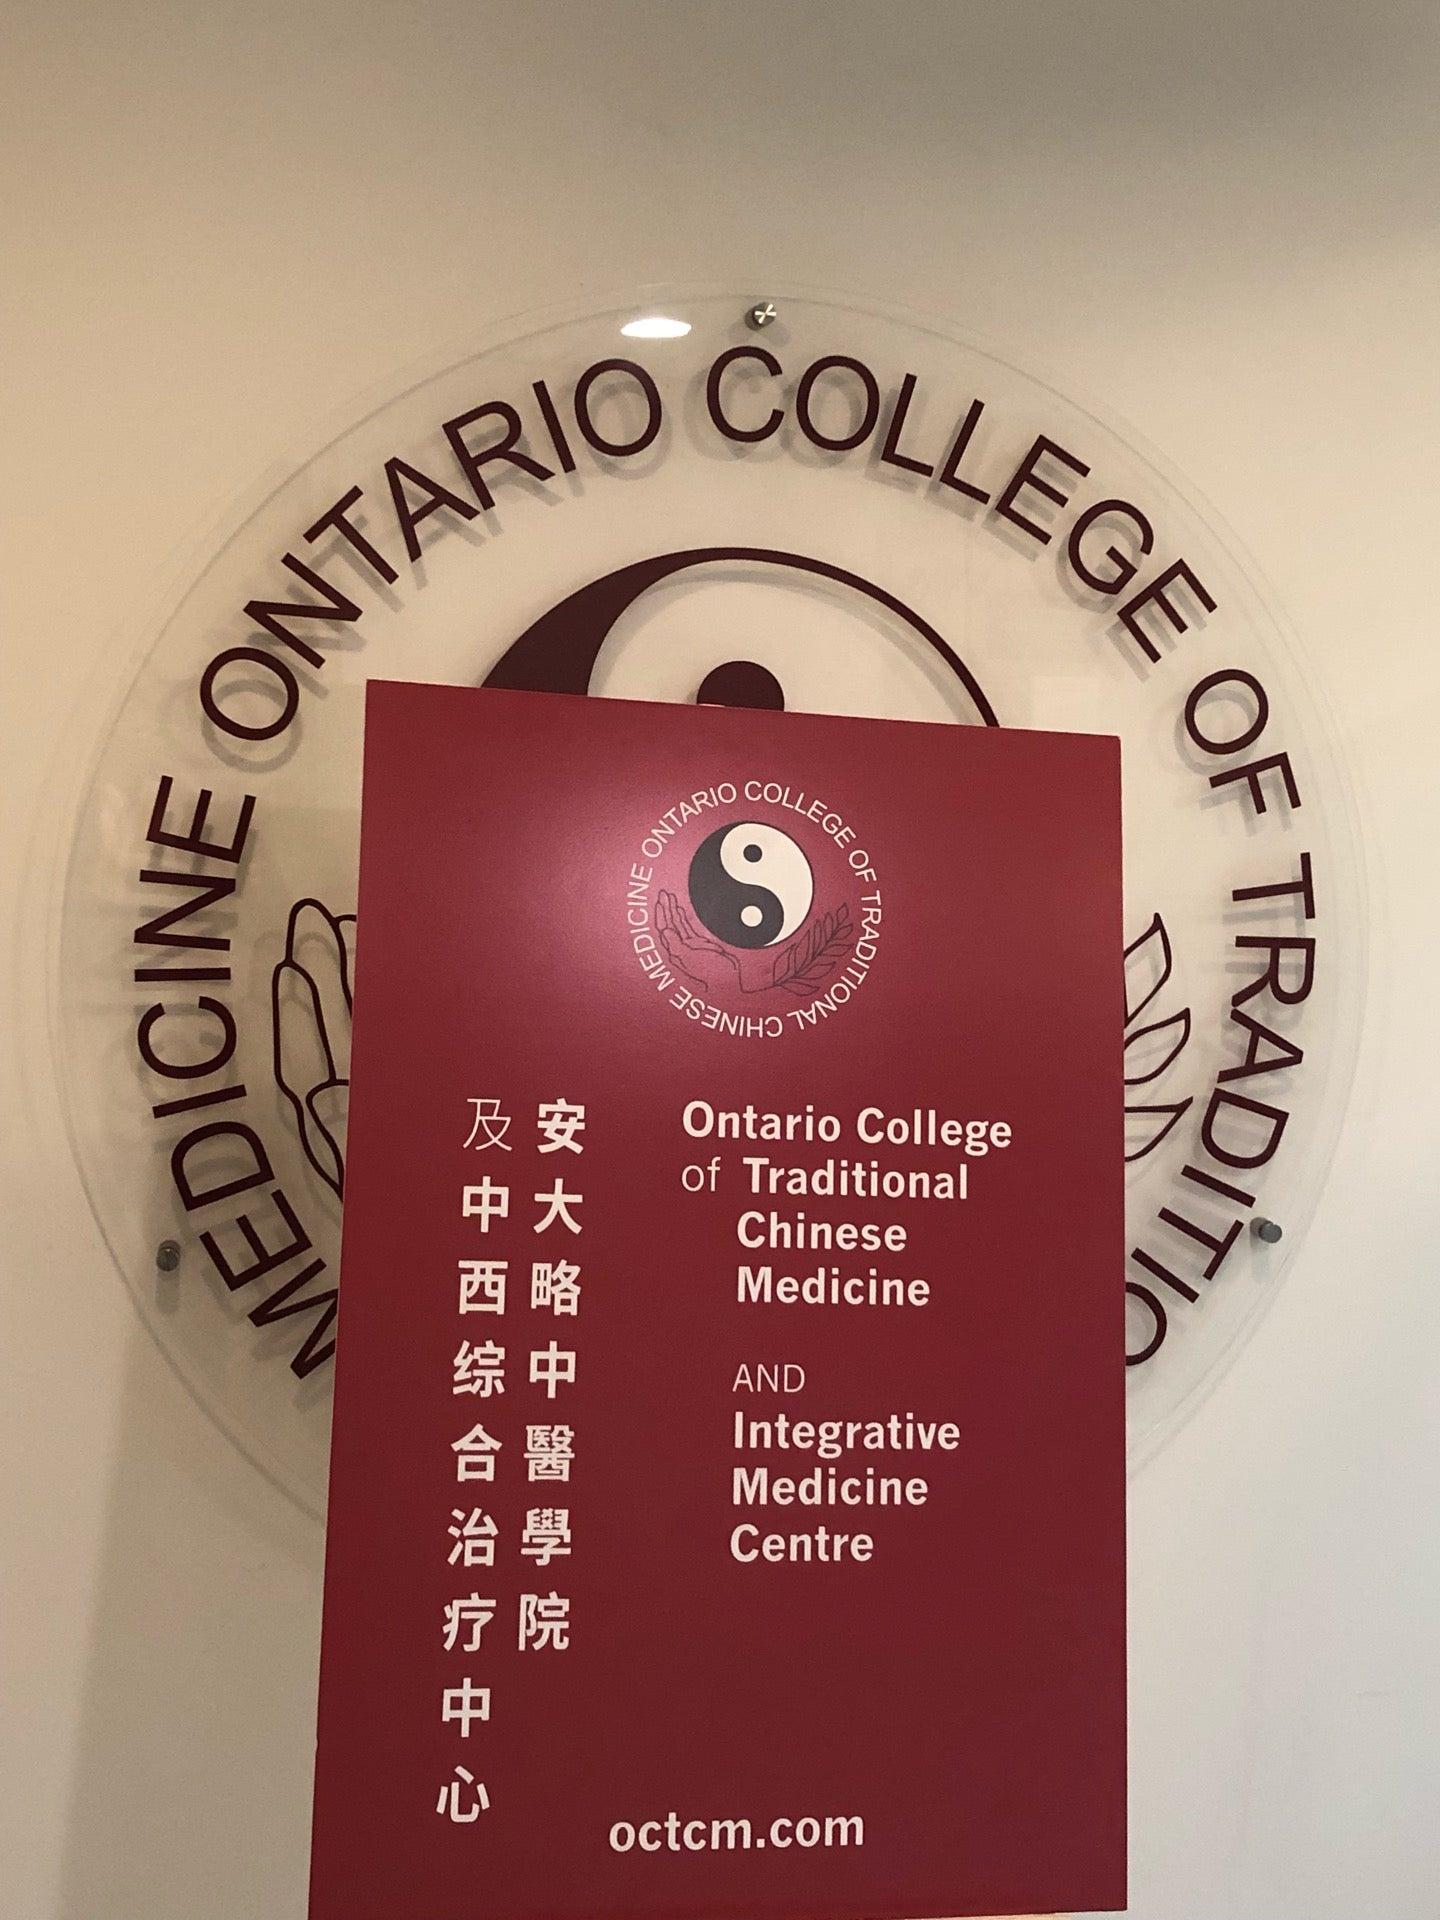 MEDICINE ONTARIO COLLEGE OF TRADITIO
ONTARIO COLLEGE OF TRADITIONAL CHINESE MEDICINE
安大略中醫學院
及中西综合治疗中心
Ontario College
of Traditional
Chinese
Medicine
AND
Integrative
Medicine
Centre
octcm.com